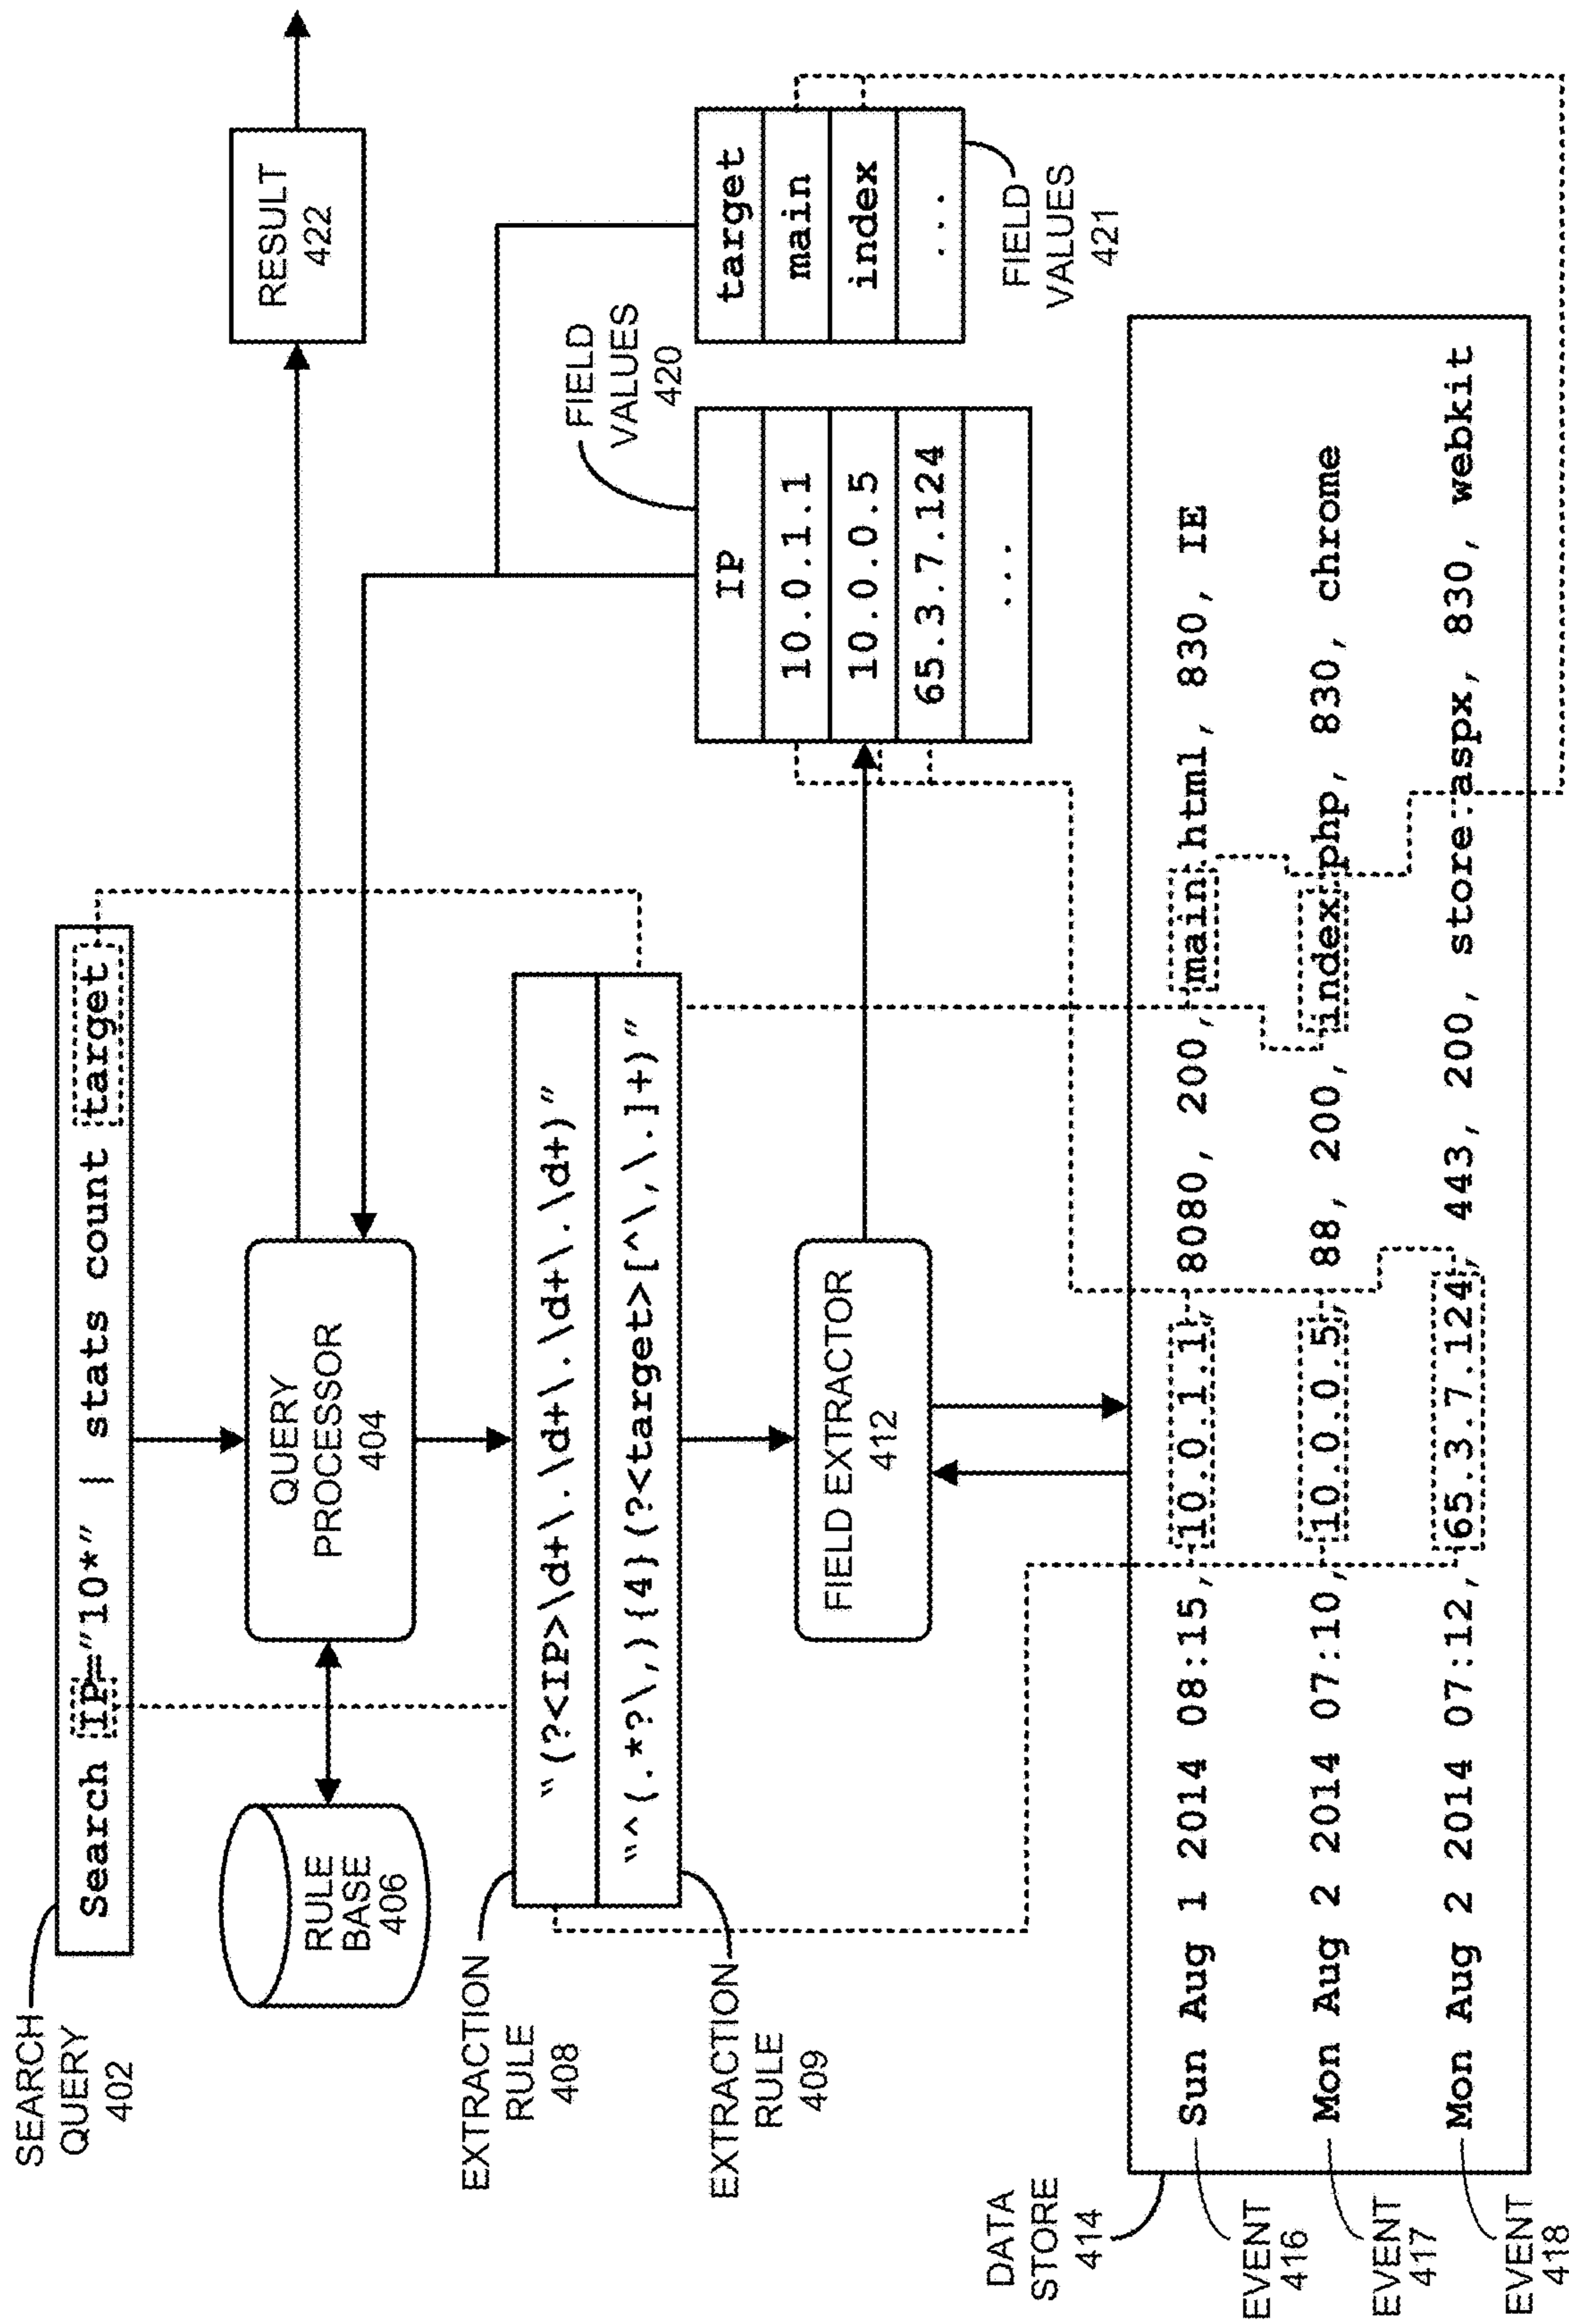 SEARCH
QUERY
402
Search IP="10*" | stats count target
RULE
BASE
406
QUERY
PROCESSOR
404
RESULT
422
EXTRACTION
RULE
408
"(?<IP>\d+\.\d+\.\d+\.\d+)"
EXTRACTION
RULE
409
"^(.*?\,){4}(?<target>[^\,\.]+)"
FIELD
VALUES
420
FIELD EXTRACTOR
412
IP
10.0.1.1
10.0.0.5
65.3.7.124
...
target
main
index
...
FIELD
VALUES
421
DATA
STORE
414
EVENT
416
Sun Aug 1 2014 08:15, 10.0.1.1, 8080, 200, main html, 830, IE
EVENT
417
Mon Aug 2 2014 07:10, 10.0.0.5, 88, 200, index php, 830, chrome
EVENT
418
Mon Aug 2 2014 07:12, 65.3.7.124, 443, 200, store.aspx, 830, webkit